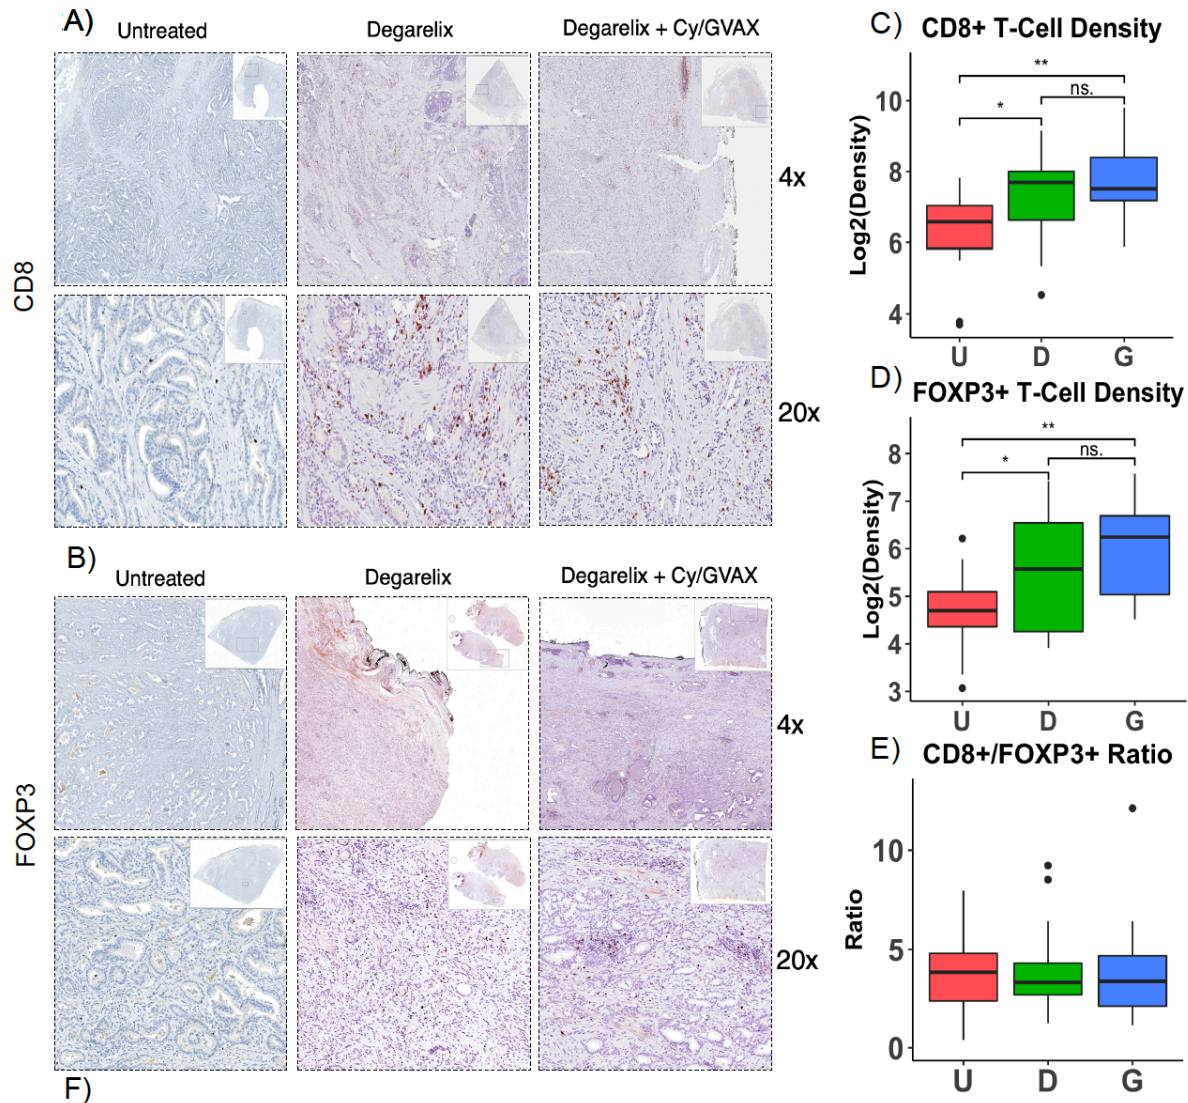 A)
Untreated
Degarelix
Degarelix + Cy/GVAX
CD8
4x
20x
B)
Untreated
Degarelix
Degarelix + Cy/GVAX
FOXP3
4x
20x
F)
C)
CD8+ T-Cell Density
Log2(Density)
10
8
6
4
**
*
ns.
U D G
D)
FOXP3+ T-Cell Density
Log2(Density)
8
7
6
5
4
3
**
*
ns.
U D G
E)
CD8+/FOXP3+ Ratio
Ratio
10
5
0
U D G